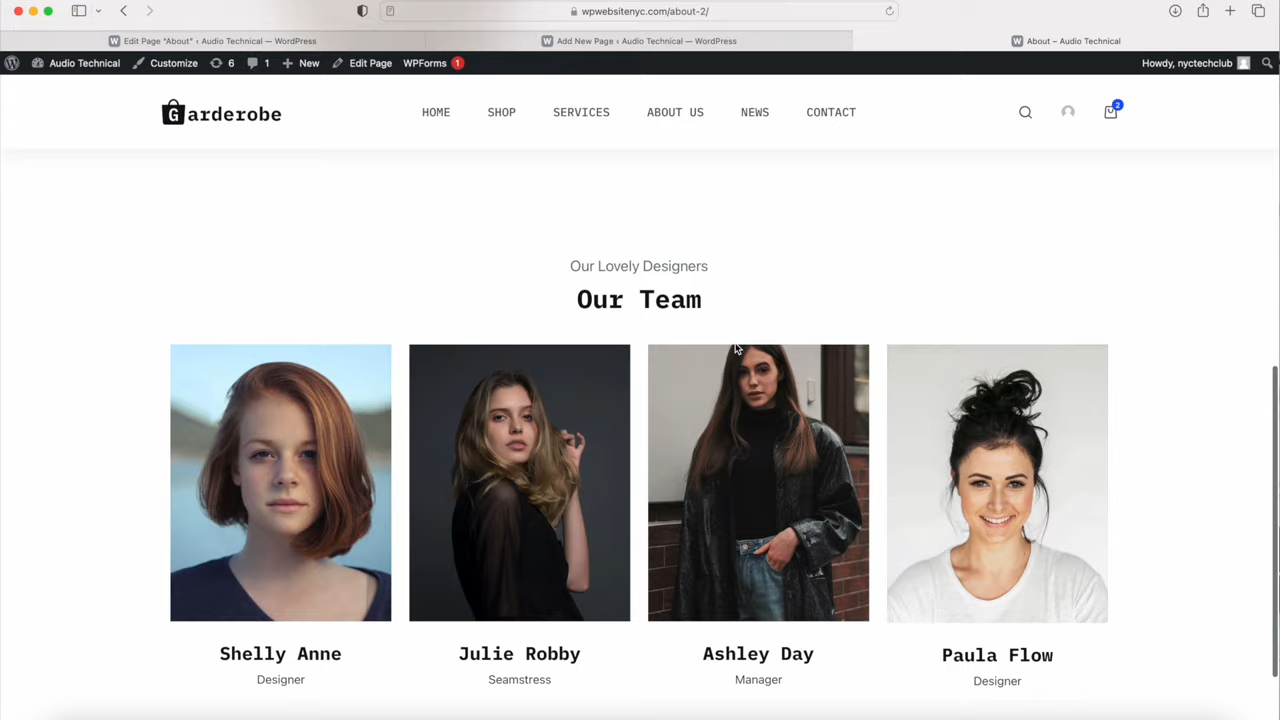 wpwebsitenyc.com/about-2/
Edit Page "About" ‹ Audio Technical — WordPress
Add New Page ‹ Audio Technical — WordPress
About – Audio Technical
Audio Technical
Customize
6
1
New
Edit Page
WPForms
1
Howdy, nyctechclub
Garderobe
HOME
SHOP
SERVICES
ABOUT US
NEWS
CONTACT
2
Our Lovely Designers
Our Team
Shelly Anne
Julie Robby
Ashley Day
Paula Flow
Designer
Seamstress
Manager
Designer